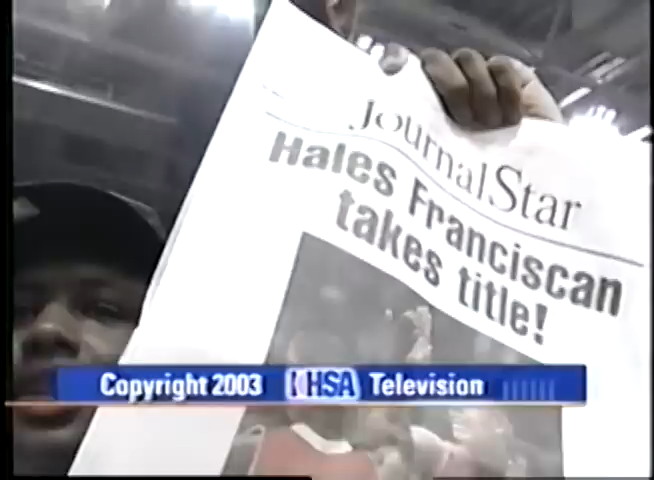 Journal Star
Hales Franciscan
takes title!
Copyright 2003 IHSA Television